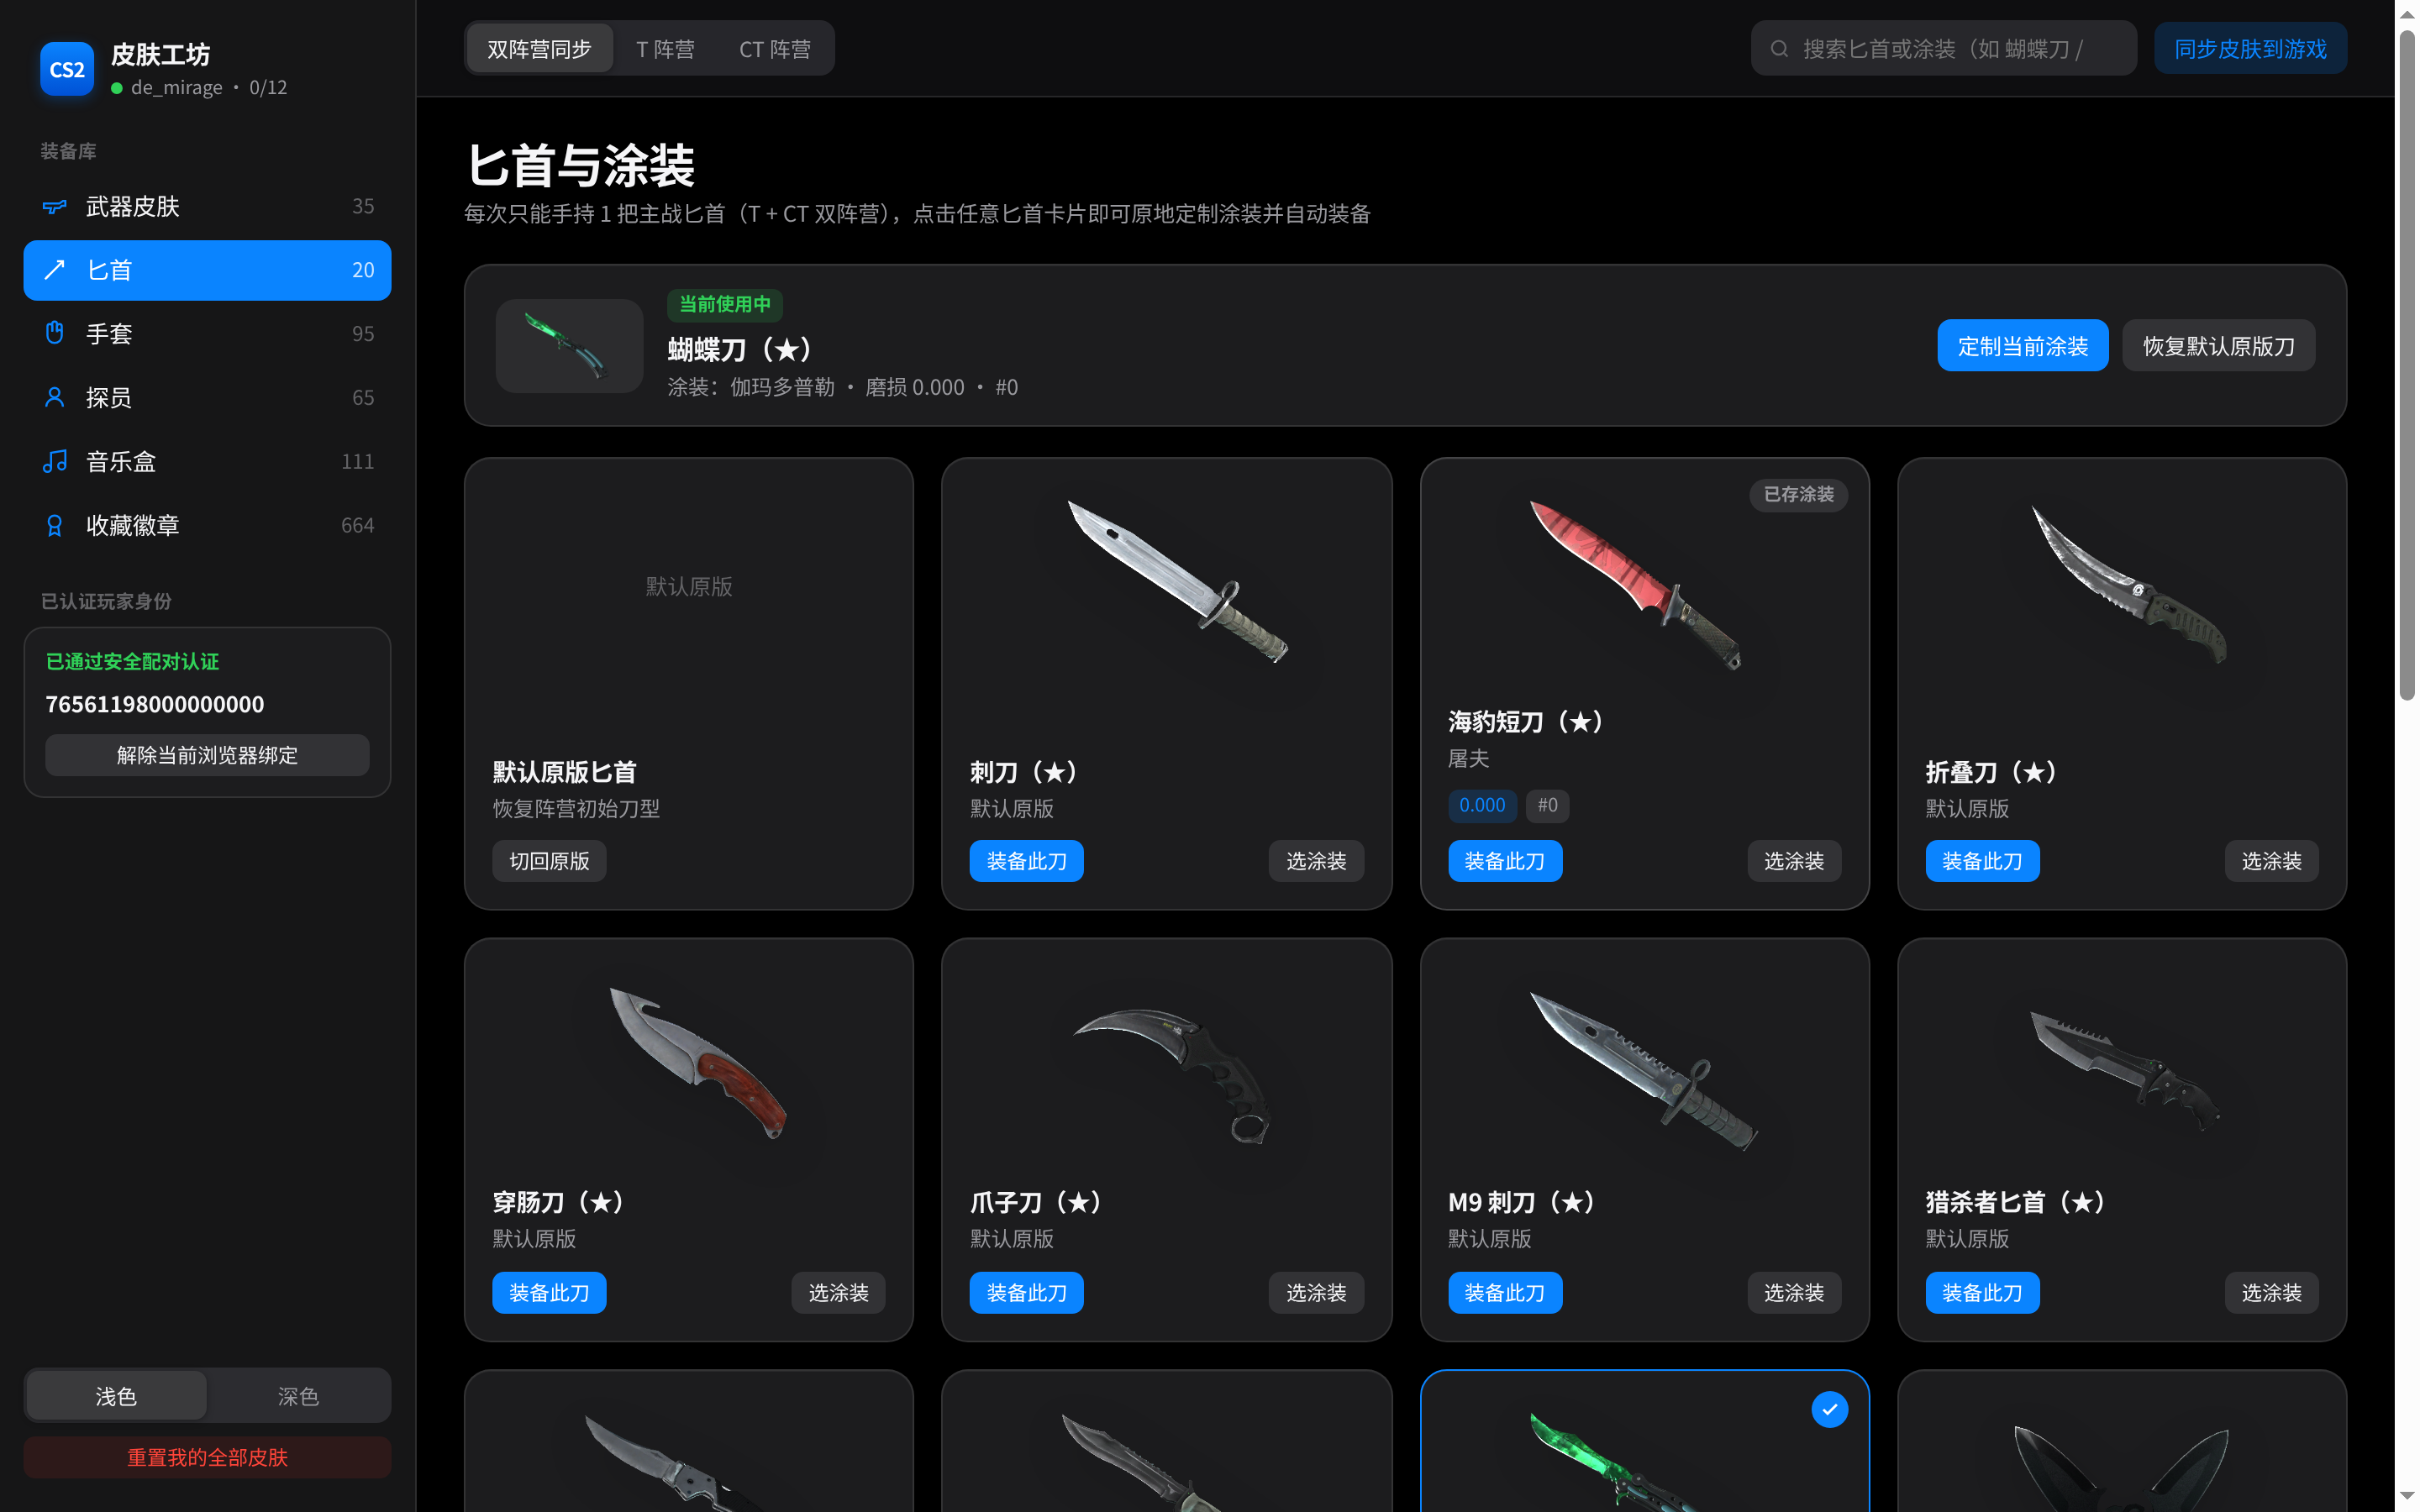 CS2
皮肤工坊
de_mirage · 0/12
装备库
武器皮肤 35
匕首 20
手套 95
探员 65
音乐盒 111
收藏徽章 664
已认证玩家身份
已通过安全配对认证
76561198000000000
解除当前浏览器绑定
浅色 深色
重置我的全部皮肤
双阵营同步 T 阵营 CT 阵营
搜索匕首或涂装（如 蝴蝶刀 /
同步皮肤到游戏
匕首与涂装
每次只能手持 1 把主战匕首（T + CT 双阵营），点击任意匕首卡片即可原地定制涂装并自动装备
当前使用中
蝴蝶刀（★）
涂装：伽玛多普勒 · 磨损 0.000 · #0
定制当前涂装 恢复默认原版刀
默认原版
默认原版匕首
恢复阵营初始刀型
切回原版
刺刀（★）
默认原版
装备此刀 选涂装
已存涂装
海豹短刀（★）
屠夫
0.000 #0
装备此刀 选涂装
折叠刀（★）
默认原版
装备此刀 选涂装
穿肠刀（★）
默认原版
装备此刀 选涂装
爪子刀（★）
默认原版
装备此刀 选涂装
M9 刺刀（★）
默认原版
装备此刀 选涂装
猎杀者匕首（★）
默认原版
装备此刀 选涂装